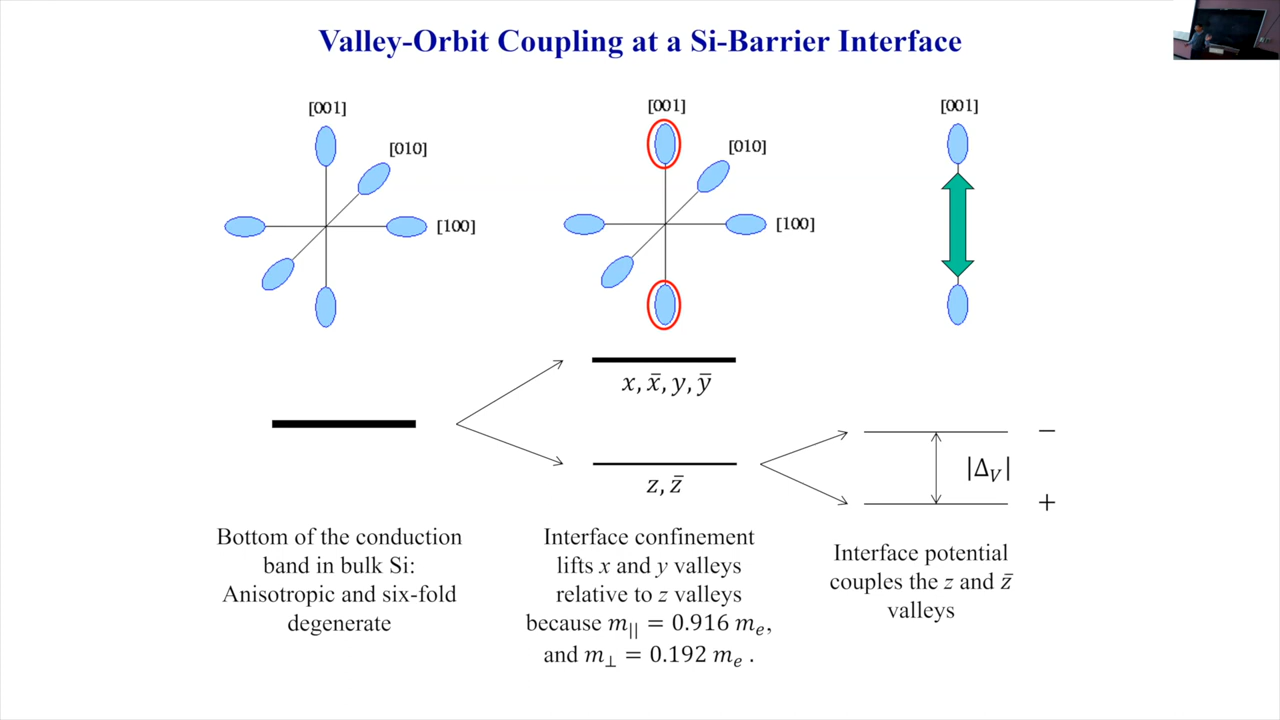 Valley-Orbit Coupling at a Si-Barrier Interface
[001]
[010]
[100]
[001]
[010]
[100]
[001]
x, x̄, y, ȳ
z, z̄
|Δ_V|
−
+
Bottom of the conduction
band in bulk Si:
Anisotropic and six-fold
degenerate
Interface confinement
lifts x and y valleys
relative to z valleys
because m_|| = 0.916 m_e,
and m_⊥ = 0.192 m_e .
Interface potential
couples the z and z̄
valleys